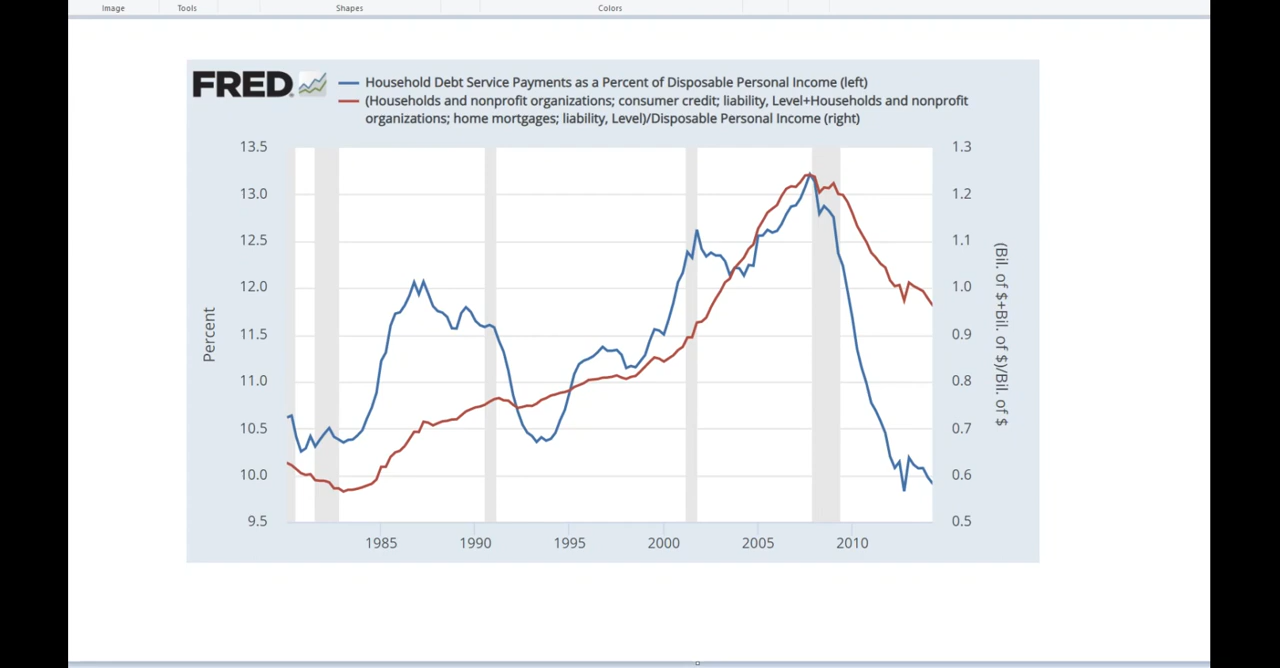 Image Tools Shapes Colors
FRED
Household Debt Service Payments as a Percent of Disposable Personal Income (left)
(Households and nonprofit organizations; consumer credit; liability, Level+Households and nonprofit
organizations; home mortgages; liability, Level)/Disposable Personal Income (right)
13.5 1.3
13.0 1.2
12.5 1.1
12.0 1.0
11.5 0.9
11.0 0.8
10.5 0.7
10.0 0.6
9.5 0.5
Percent
(Bil. of $+Bil. of $)/Bil. of $
1985 1990 1995 2000 2005 2010